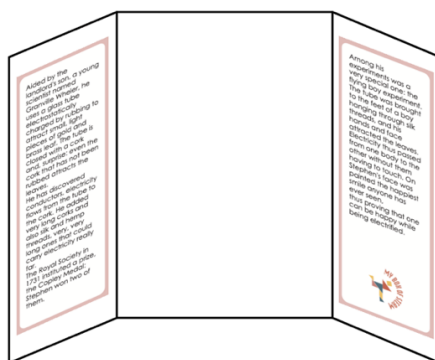 Aided by the
landlord's son, a young
scientist named
Granville Wheler, he
uses a glass tube
electrostatically
charged by rubbing to
attract small, light
pieces of gold and
brass leaf. The tube is
closed with a cork
and, surprise: even the
cork that has not been
rubbed attracts the
leaves.
He has discovered
conductors, electricity
flows from the tube to
the cork. He added
very long corks and
also silk and hemp
threads, very, very
long ones that could
carry electricity really
far.
The Royal Society in
1731 instituted a prize,
the Copley Medal:
Stephen won two of
them.
Among his
experiments was a
very special one: the
flying boy experiment.
The tube was brought
to the feet of a boy
hanging through silk
threads, and his
hands and face
attracted the leaves.
Electricity thus passed
from one body to the
other without them
having to touch. On
Stephen's face was
painted the happiest
smile anyone has
ever seen,
thus proving that one
can be happy while
being electrified.
MY BOX OF STEM